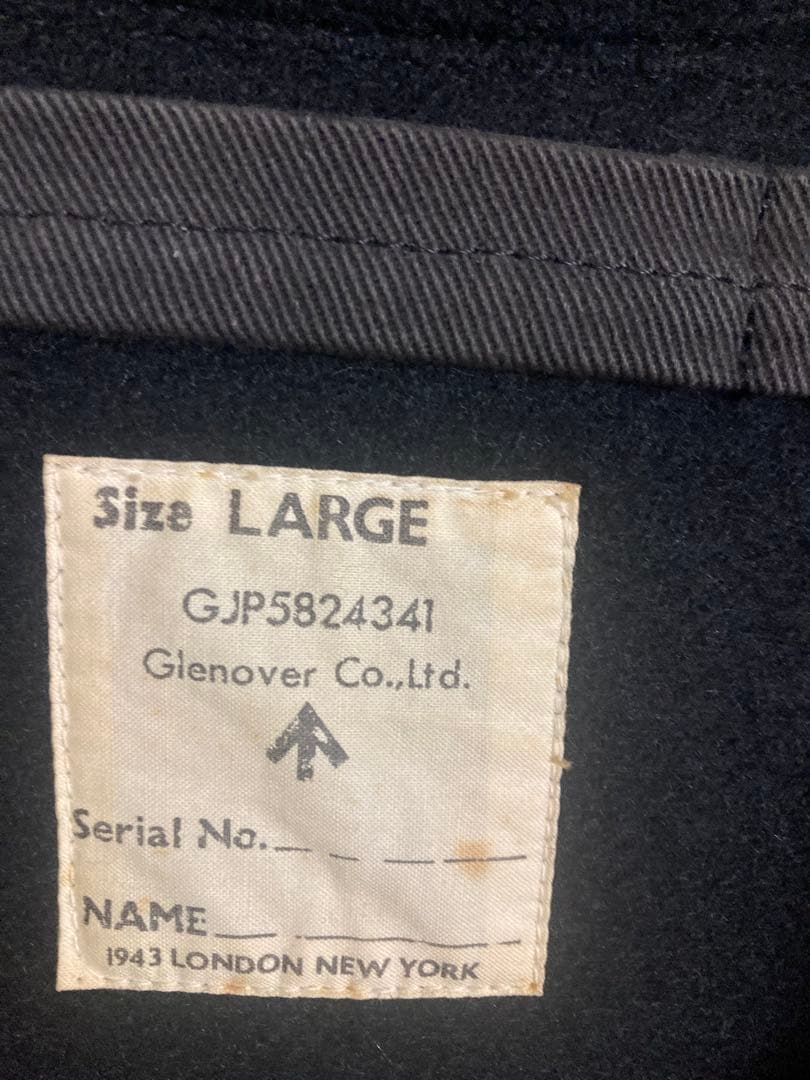 Size LARGE
GJP5824341
Glenover Co.,Ltd.
Serial No.
NAME
1943 LONDON NEW YORK